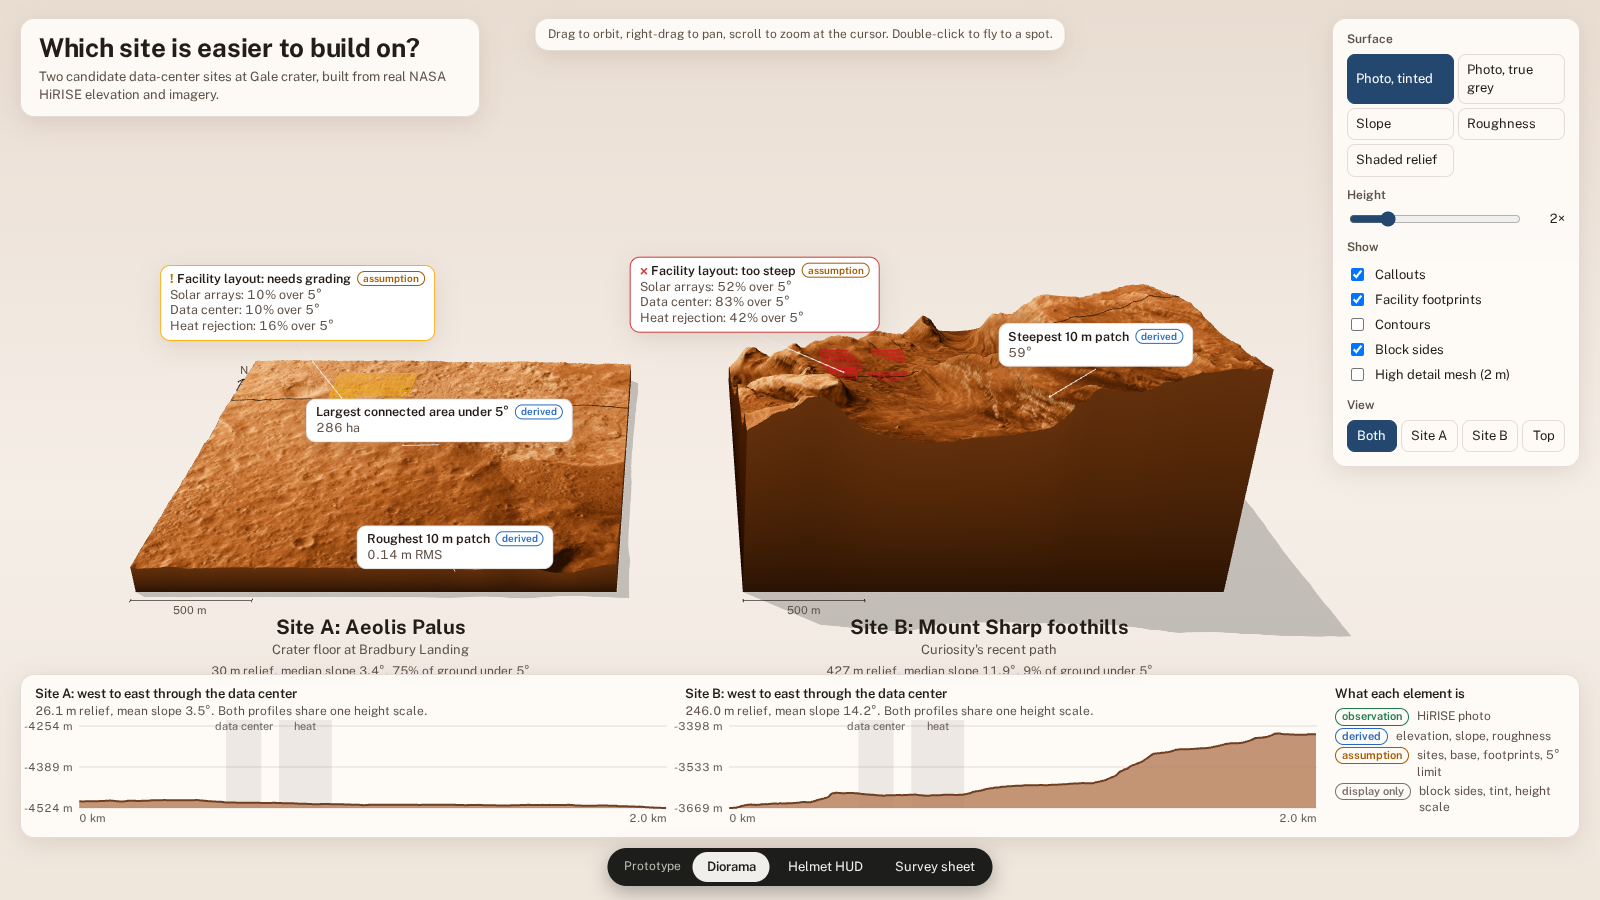 Which site is easier to build on?
Two candidate data-center sites at Gale crater, built from real NASA
HiRISE elevation and imagery.
Drag to orbit, right-drag to pan, scroll to zoom at the cursor. Double-click to fly to a spot.
Surface
Photo, tinted
Photo, true
grey
Slope
Roughness
Shaded relief
Height
2×
Show
Callouts
Facility footprints
Contours
Block sides
High detail mesh (2 m)
View
Both
Site A
Site B
Top
! Facility layout: needs grading assumption
Solar arrays: 10% over 5°
Data center: 10% over 5°
Heat rejection: 16% over 5°
× Facility layout: too steep assumption
Solar arrays: 52% over 5°
Data center: 83% over 5°
Heat rejection: 42% over 5°
Steepest 10 m patch derived
59°
N
Largest connected area under 5° derived
286 ha
Roughest 10 m patch derived
0.14 m RMS
500 m
500 m
Site A: Aeolis Palus
Crater floor at Bradbury Landing
30 m relief, median slope 3.4°, 75% of ground under 5°
Site B: Mount Sharp foothills
Curiosity's recent path
427 m relief, median slope 11.9°, 9% of ground under 5°
Site A: west to east through the data center
26.1 m relief, mean slope 3.5°. Both profiles share one height scale.
-4254 m
data center
heat
-4389 m
-4524 m
0 km
2.0 km
Site B: west to east through the data center
246.0 m relief, mean slope 14.2°. Both profiles share one height scale.
-3398 m
data center
heat
-3533 m
-3669 m
0 km
2.0 km
What each element is
observation HiRISE photo
derived elevation, slope, roughness
assumption sites, base, footprints, 5°
limit
display only block sides, tint, height
scale
Prototype
Diorama
Helmet HUD
Survey sheet